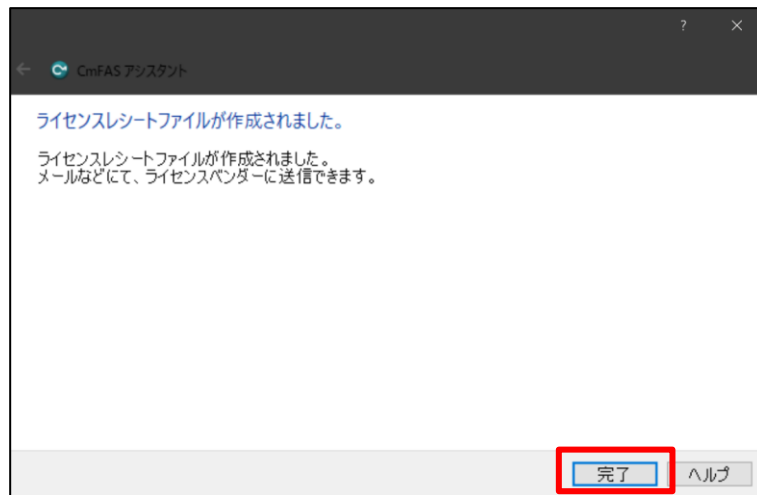 ?
CmFAS アシスタント
ライセンスレシートファイルが作成されました。
ライセンスレシートファイルが作成されました。
メールなどにて、ライセンスベンダーに送信できます。
完了 ヘルプ